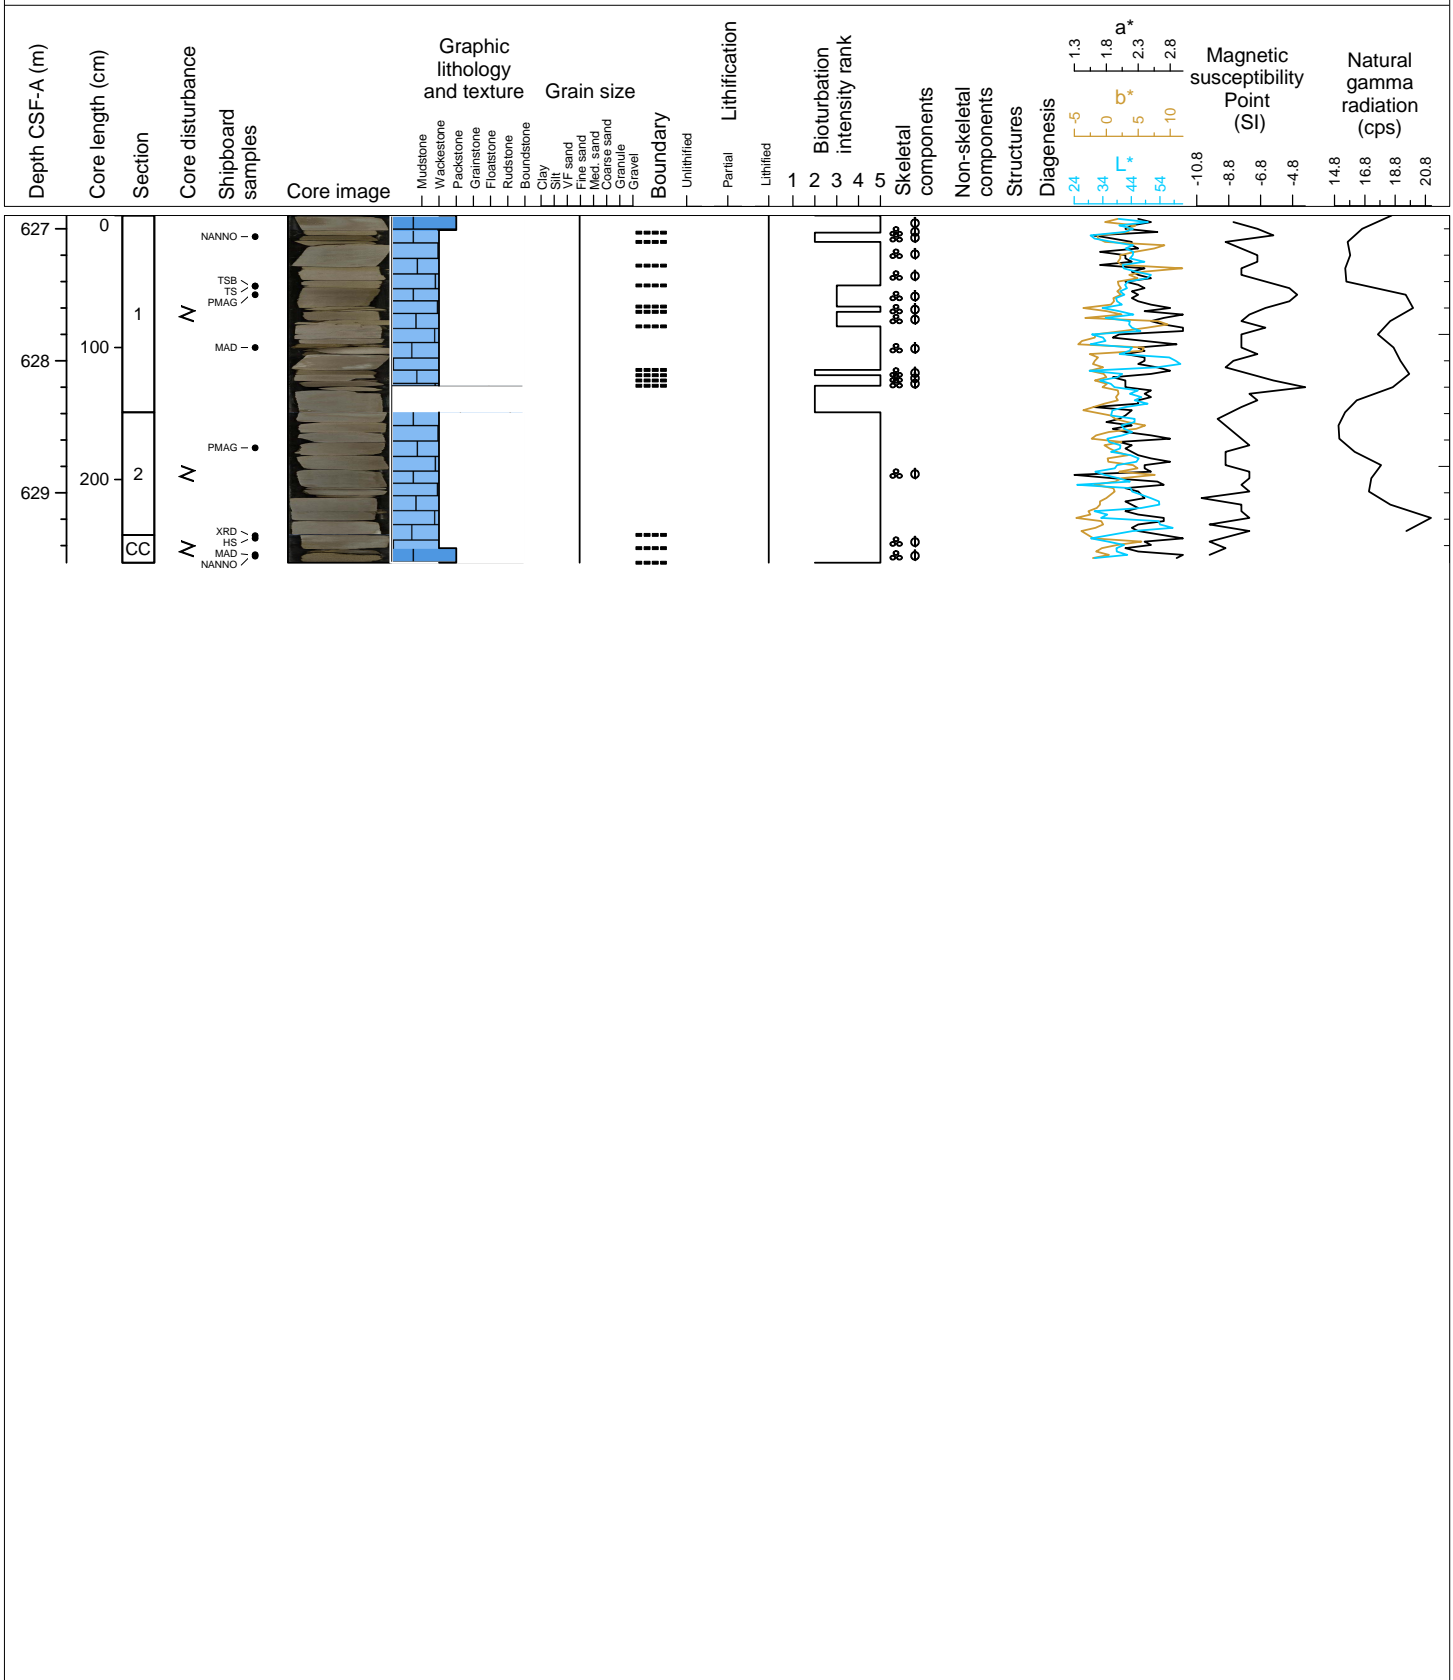 Depth CSF-A (m)
Core length (cm)
Section
Core disturbance
Shipboard
samples
Core image
Graphic
lithology
and texture
Mudstone
Wackestone
Packstone
Grainstone
Floatstone
Rudstone
Boundstone
Grain size
Clay
Silt
VF sand
Fine sand
Med. sand
Coarse sand
Granule
Gravel
Boundary
Lithification
Unlithified
Partial
Lithified
Bioturbation
intensity rank
1 2 3 4 5
Skeletal
components
Non-skeletal
components
Structures
Diagenesis
a*
1.3 1.8 2.3 2.8
b*
-5 0 5 10
L*
24 34 44 54
Magnetic
susceptibility
Point
(SI)
-10.8 -8.8 -6.8 -4.8
Natural
gamma
radiation
(cps)
14.8 16.8 18.8 20.8
627
628
629
0
100
200
1
2
CC
NANNO
TSB
TS
PMAG
MAD
PMAG
XRD
HS
MAD
NANNO